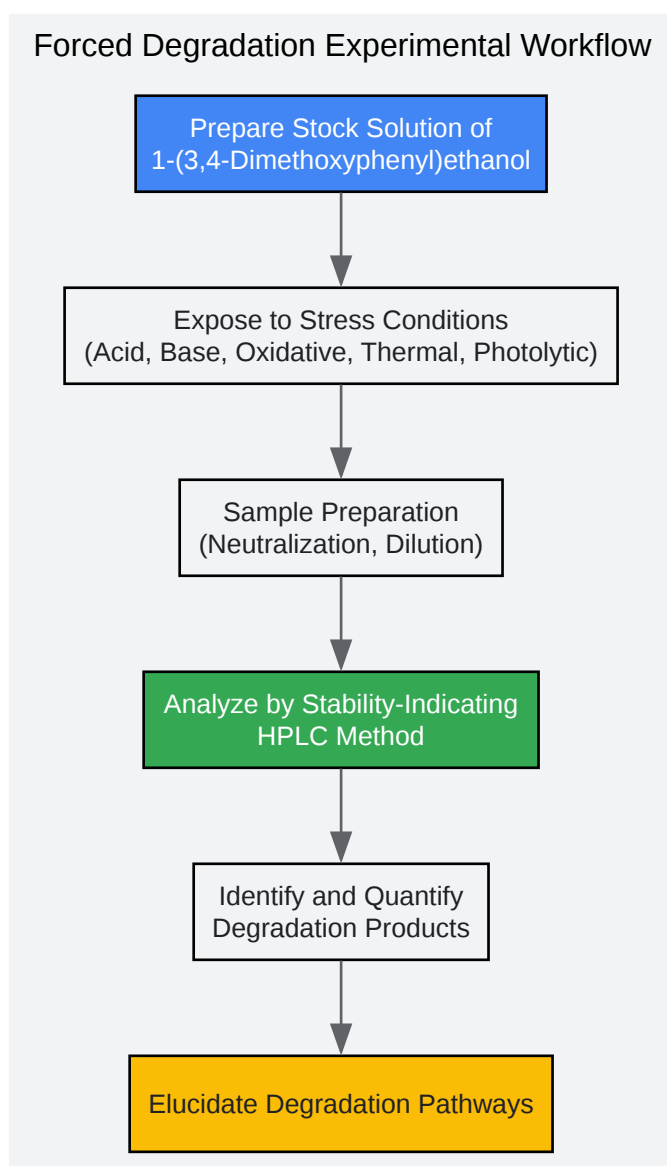 Forced Degradation Experimental Workflow
Prepare Stock Solution of
1-(3,4-Dimethoxyphenyl)ethanol
Expose to Stress Conditions
(Acid, Base, Oxidative, Thermal, Photolytic)
Sample Preparation
(Neutralization, Dilution)
Analyze by Stability-Indicating
HPLC Method
Identify and Quantify
Degradation Products
Elucidate Degradation Pathways